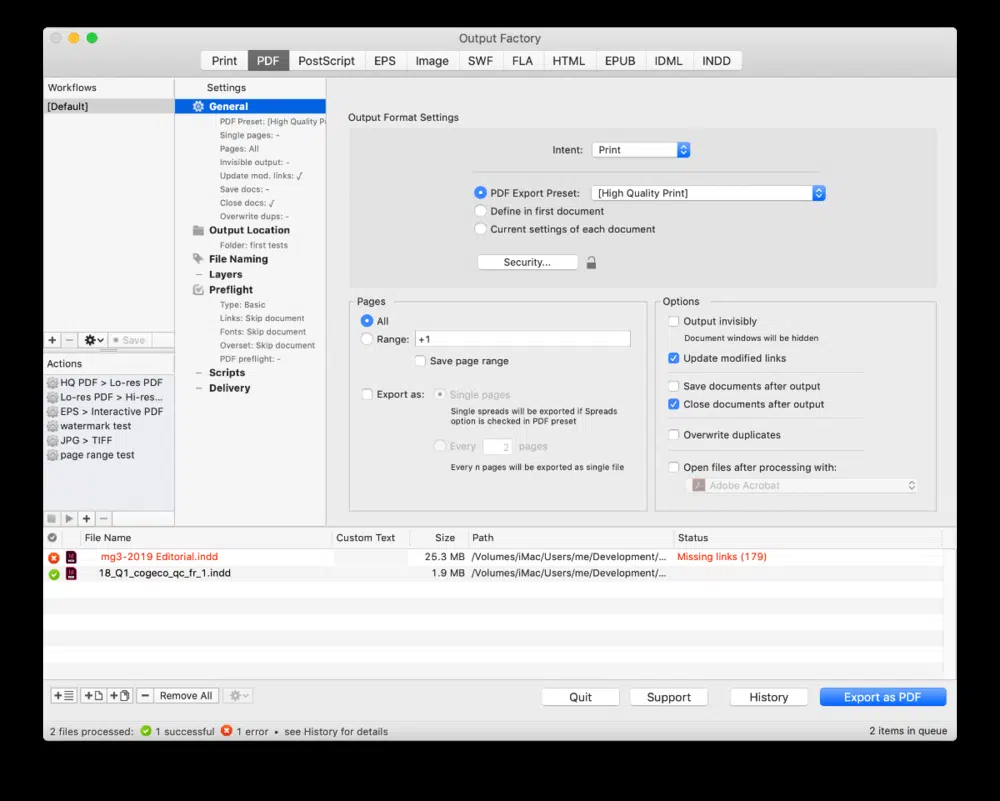 Output Factory
Print PDF PostScript EPS Image SWF FLA HTML EPUB IDML INDD
Workflows
[Default]
+ − Save
Actions
HQ PDF > Lo-res PDF
Lo-res PDF > Hi-res...
EPS > Interactive PDF
watermark test
JPG > TIFF
page range test
Settings
General
PDF Preset: [High Quality P
Single pages: -
Pages: All
Invisible output: -
Update mod. links: √
Save docs: -
Close docs: √
Overwrite dups: -
Output Location
Folder: first tests
File Naming
– Layers
Preflight
Type: Basic
Links: Skip document
Fonts: Skip document
Overset: Skip document
PDF preflight: -
– Scripts
– Delivery
Output Format Settings
Intent: Print
PDF Export Preset: [High Quality Print]
Define in first document
Current settings of each document
Security...
Pages
All
Range: +1
Save page range
Export as: Single pages
Single spreads will be exported if Spreads
option is checked in PDF preset
Every 2 pages
Every n pages will be exported as single file
Options
Output invisibly
Document windows will be hidden
Update modified links
Save documents after output
Close documents after output
Overwrite duplicates
Open files after processing with:
Adobe Acrobat
File Name Custom Text Size Path Status
mg3-2019 Editorial.indd 25.3 MB /Volumes/iMac/Users/me/Development/... Missing links (179)
18_Q1_cogeco_qc_fr_1.indd 1.9 MB /Volumes/iMac/Users/me/Development/...
Remove All Quit Support History Export as PDF
2 files processed: 1 successful 1 error • see History for details 2 items in queue